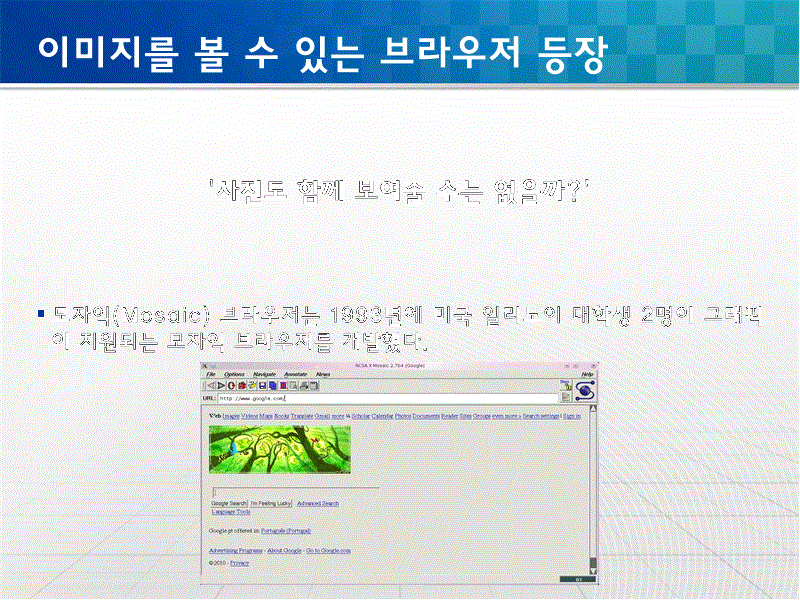 이미지를 볼 수 있는 브라우저 등장
'사진도 함께 보여줄 수는 없을까?'
모자익(Mosaic) 브라우저는 1993년에 미국 일리노이 대학생 2명이 그래픽
이 지원되는 모자익 브라우저를 개발했다.
NCSA X Mosaic 2.7b4 (Google)
File Options Navigate Annotate News Help
URL: http://www.google.com/
Web Images Videos Maps Books Translate Gmail more Scholar Calendar Photos Documents Reader Sites Groups even more » Search settings | Sign in
Google Search I'm Feeling Lucky Advanced Search
Language Tools
Google.pt offered in: Português (Portugal)
Advertising Programs - About Google - Go to Google.com
©2010 - Privacy